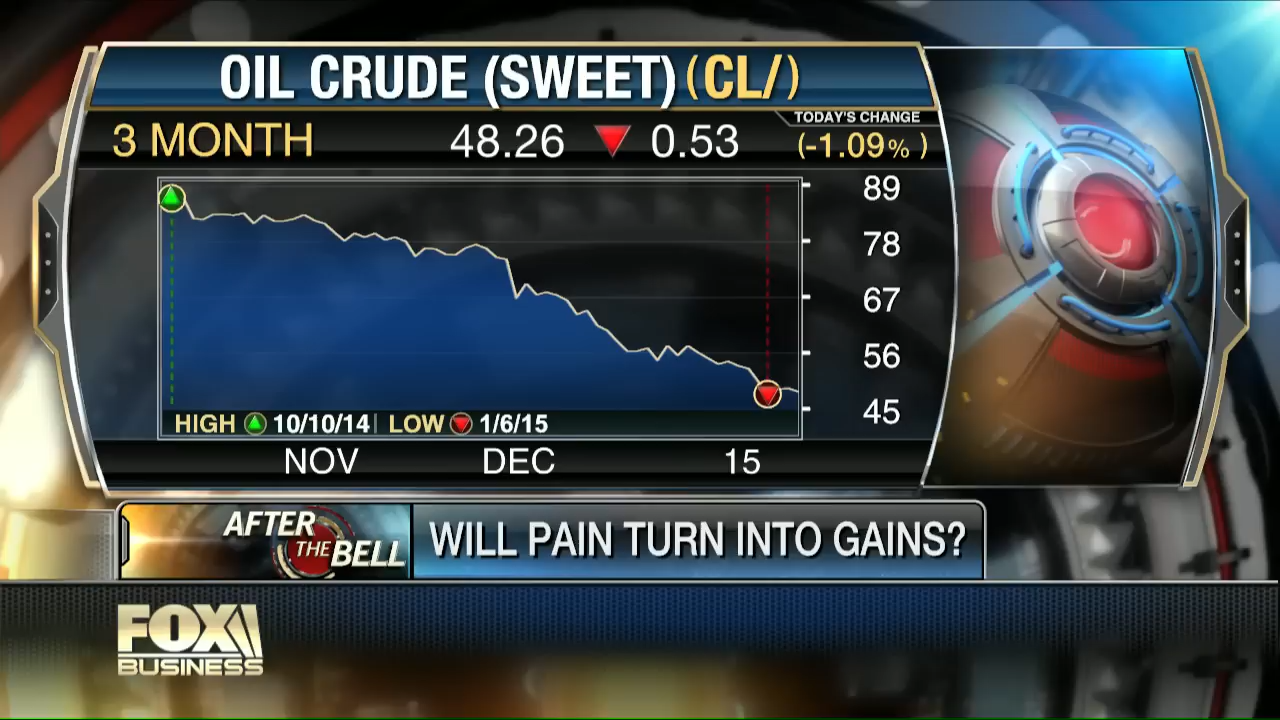 OIL CRUDE (SWEET) (CL/)
TODAY'S CHANGE
3 MONTH 48.26 0.53 (-1.09% )
89
78
67
56
45
HIGH 10/10/14 | LOW 1/6/15
NOV DEC 15
AFTER THE BELL
WILL PAIN TURN INTO GAINS?
FOX
BUSINESS